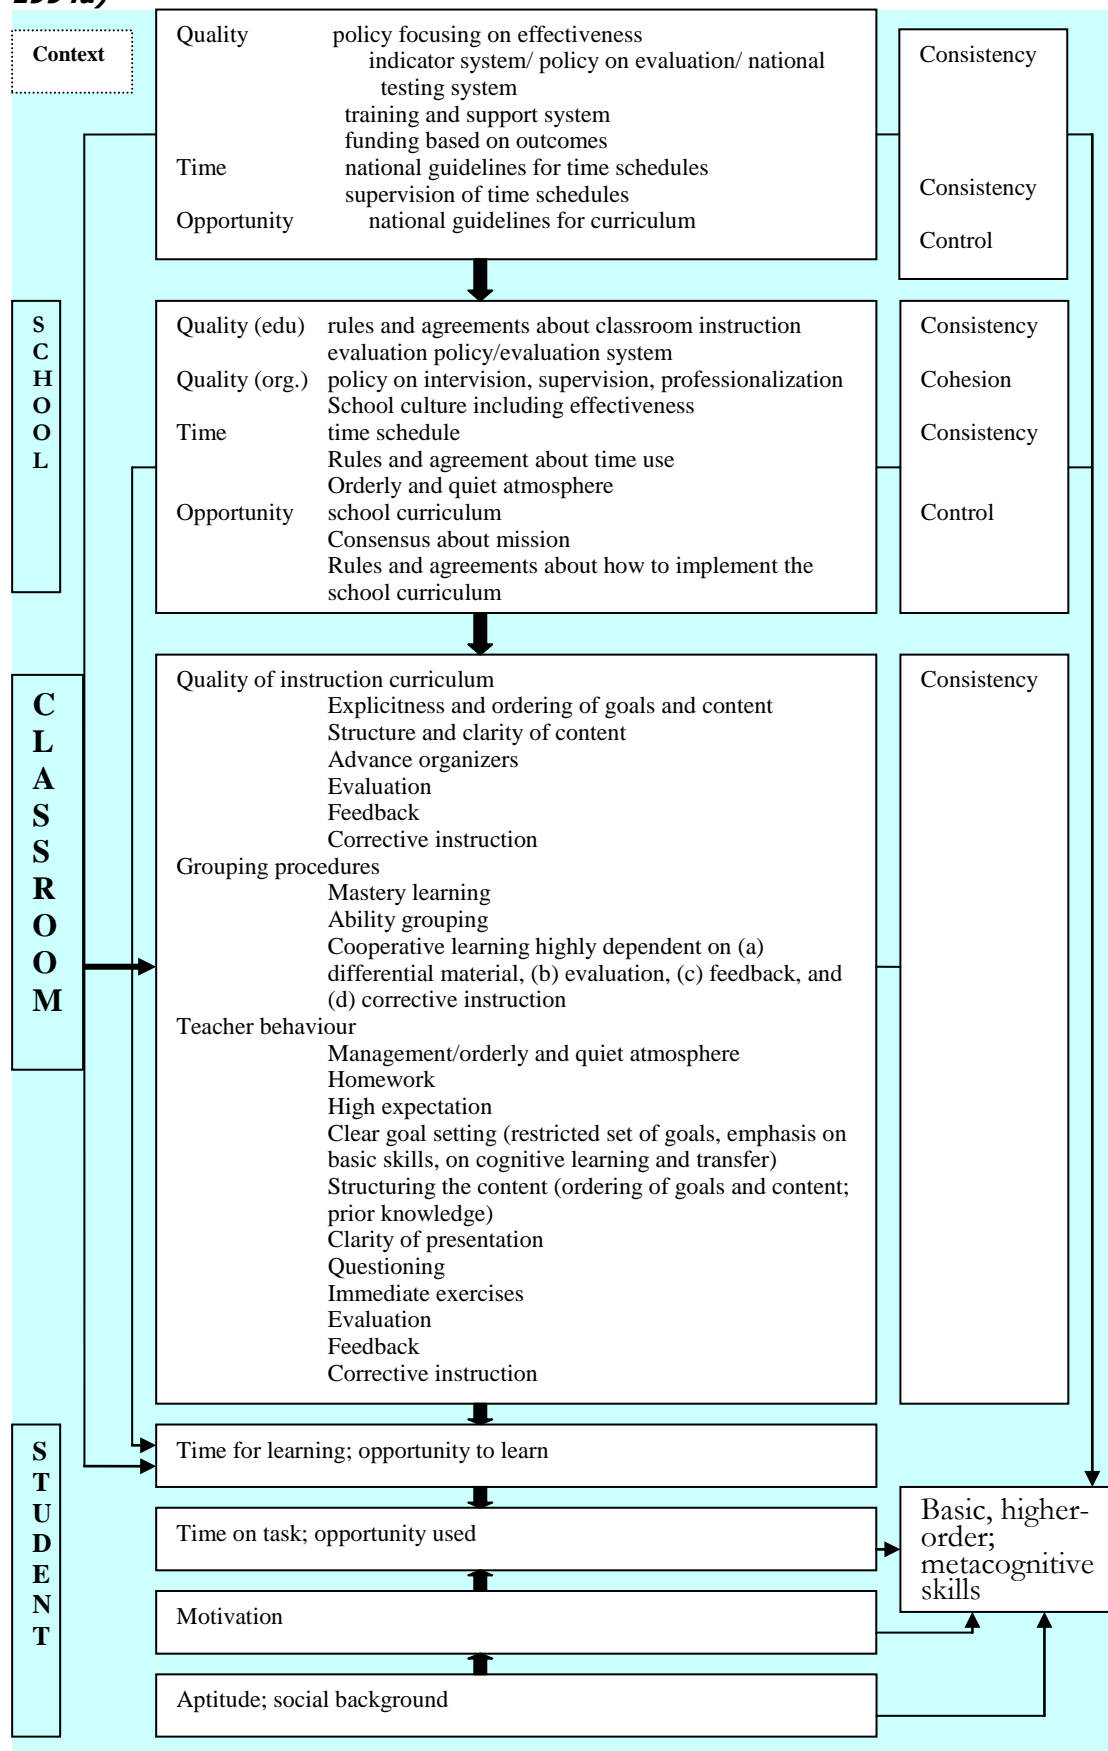 Context
Quality policy focusing on effectiveness
indicator system/ policy on evaluation/ national
testing system
training and support system
funding based on outcomes
Time national guidelines for time schedules
supervision of time schedules
Opportunity national guidelines for curriculum
Consistency
Consistency
Control
SCHOOL
Quality (edu) rules and agreements about classroom instruction
evaluation policy/evaluation system
Quality (org.) policy on intervision, supervision, professionalization
School culture including effectiveness
Time time schedule
Rules and agreement about time use
Orderly and quiet atmosphere
Opportunity school curriculum
Consensus about mission
Rules and agreements about how to implement the
school curriculum
Consistency
Cohesion
Consistency
Control
CLASSROOM
Quality of instruction curriculum
Explicitness and ordering of goals and content
Structure and clarity of content
Advance organizers
Evaluation
Feedback
Corrective instruction
Grouping procedures
Mastery learning
Ability grouping
Cooperative learning highly dependent on (a)
differential material, (b) evaluation, (c) feedback, and
(d) corrective instruction
Teacher behaviour
Management/orderly and quiet atmosphere
Homework
High expectation
Clear goal setting (restricted set of goals, emphasis on
basic skills, on cognitive learning and transfer)
Structuring the content (ordering of goals and content;
prior knowledge)
Clarity of presentation
Questioning
Immediate exercises
Evaluation
Feedback
Corrective instruction
Consistency
STUDENT
Time for learning; opportunity to learn
Time on task; opportunity used
Motivation
Aptitude; social background
Basic, higher-
order;
metacognitive
skills